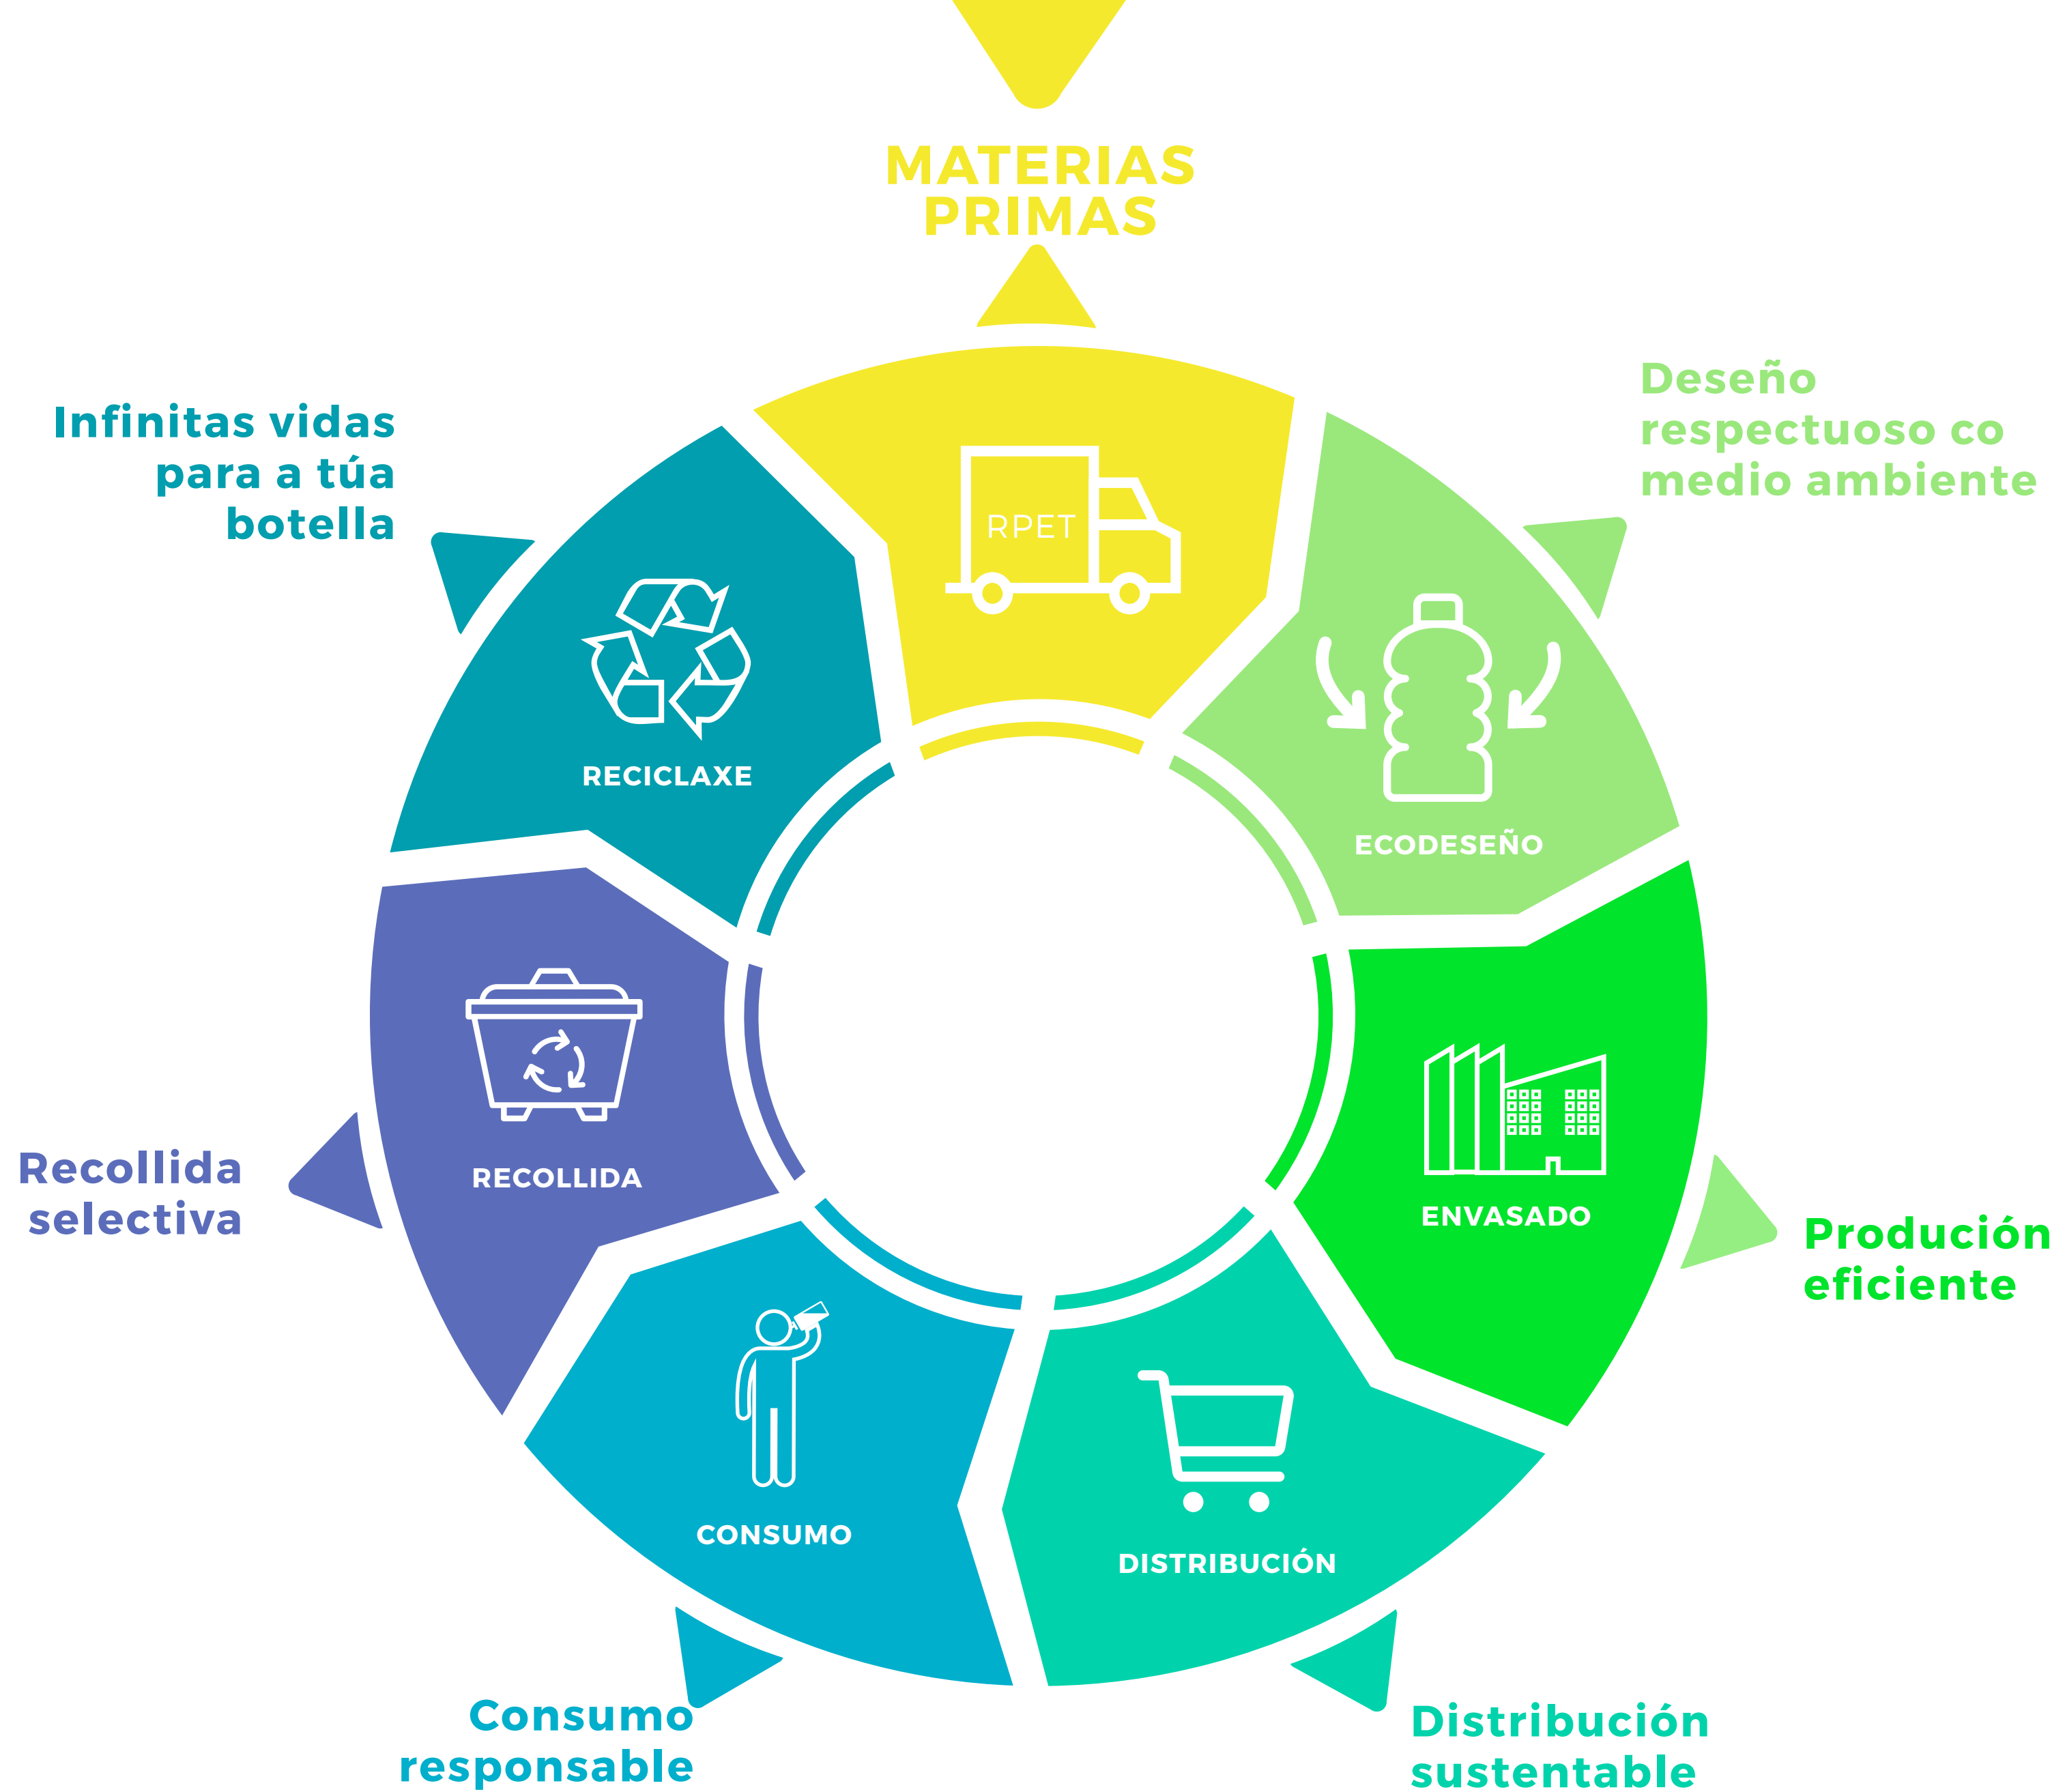 MATERIAS
PRIMAS
RPET
Deseño
respectuoso co
medio ambiente
ECODESEÑO
ENVASADO
Produción
eficiente
DISTRIBUCIÓN
Distribución
sustentable
CONSUMO
Consumo
responsable
RECOLLIDA
Recollida
selectiva
RECICLAXE
Infinitas vidas
para a túa
botella